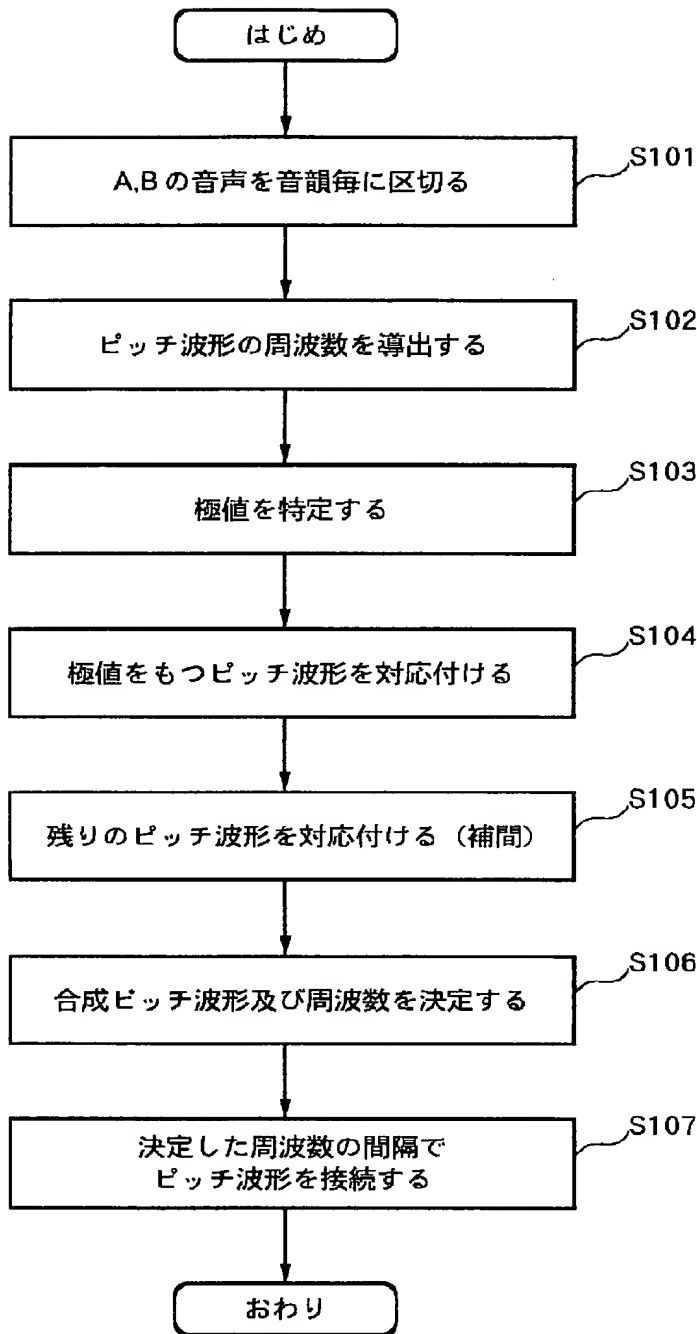 はじめ
A,Bの音声を音韻毎に区切る
S101
ピッチ波形の周波数を導出する
S102
極値を特定する
S103
極値をもつピッチ波形を対応付ける
S104
残りのピッチ波形を対応付ける（補間）
S105
合成ピッチ波形及び周波数を決定する
S106
決定した周波数の間隔で
ピッチ波形を接続する
S107
おわり